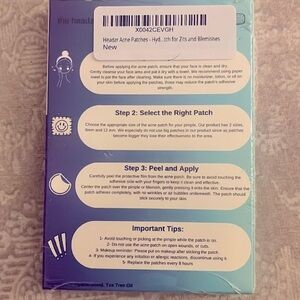 X0042CEVGH
Headar Acne Patches - Hyd...tch for Zits and Blemishes
New
Before applying the acne patch, ensure that your face is clean and dry.
Gently cleanse your face area and pat it dry with a towel. We recommend using paper
towel to pat the face after cleaning. Make sure there is no moisturizer, lotion, or oil on
your skin before application, as these may reduce the patch's adhesive
strength.
Step 2: Select the Right Patch
Choose the appropriate size of the acne patch for your pimple. Our product has 2 sizes,
8mm and 12 mm. We especially do not use big patches in our product since as patches
become bigger they lose their effectiveness to the area.
Step 3: Peel and Apply
Carefully peel the protective film from the acne patch. Be sure to avoid touching the
adhesive side with your fingers to keep it clean and effective.
Center the patch over the pimple or blemish, gently pressing it onto the skin. Ensure that the
patch adheres completely, with no wrinkles or air bubbles underneath. The patch should
stick securely to your skin.
Important Tips:
1- Avoid touching or picking at the pimple while the patch is on.
2- Do not use the acne patch on open wounds, or cuts.
3- Makeup reminder: Please put on makeup after sticking the patch
4- If you experience any irritation or allergic reactions, discontinue using it.
5- Replace the patches every 8 hours
Tea Tree Oil